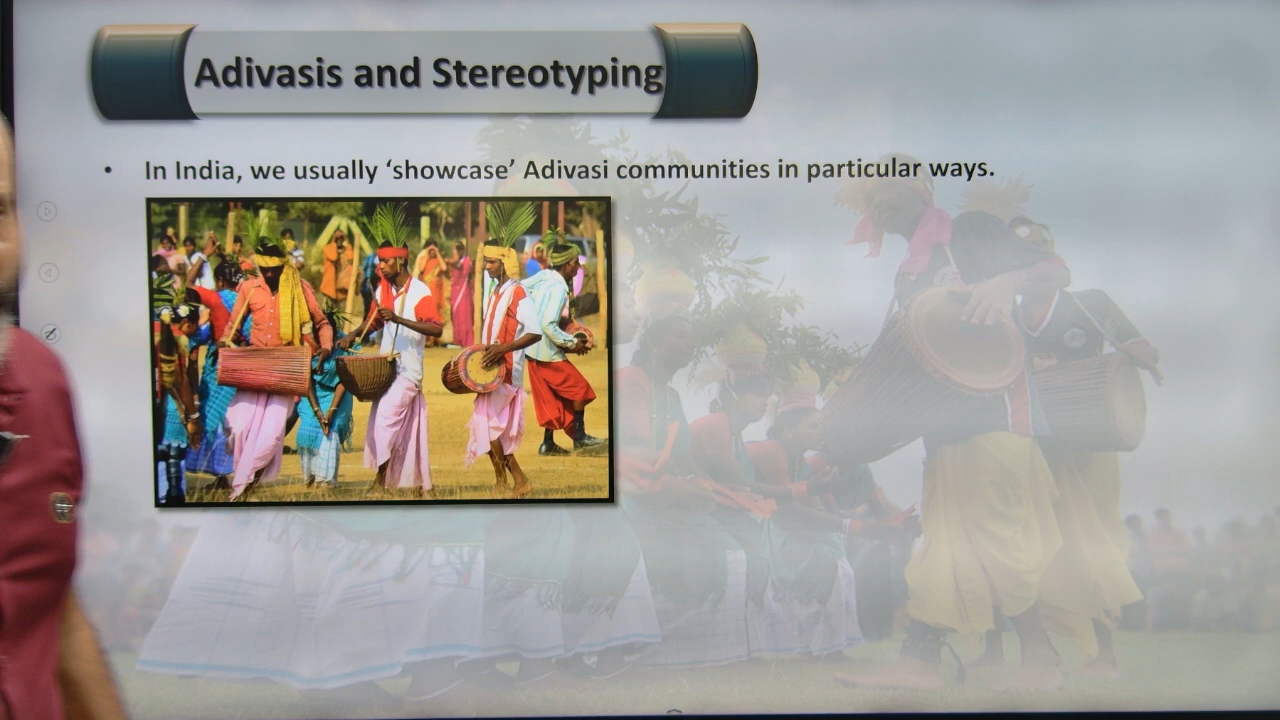 Adivasis and Stereotyping
• In India, we usually ‘showcase’ Adivasi communities in particular ways.